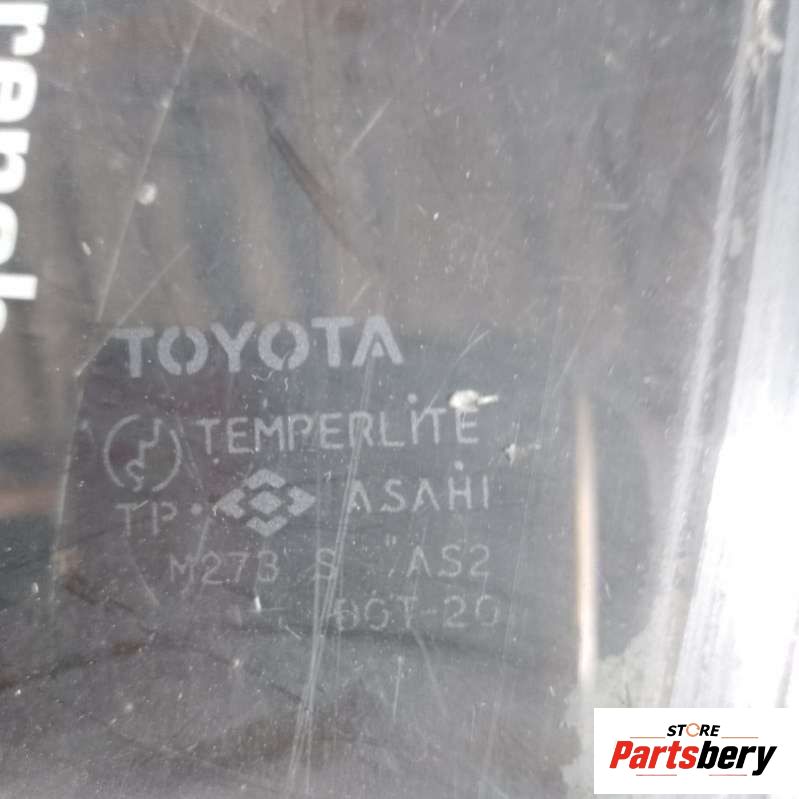 TOYOTA
TEMPERLITE
TP ASAHI
M273 S AS2
STORE
Partsbery